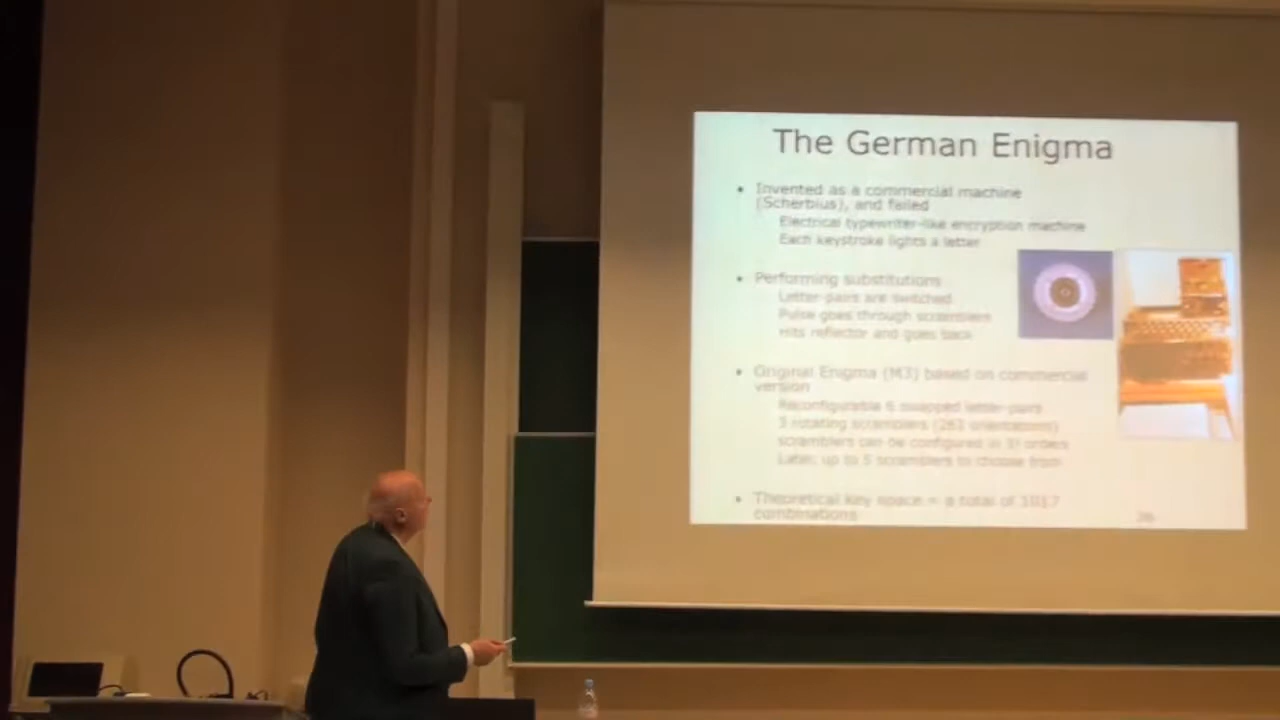 The German Enigma
• Invented as a commercial machine
(Scherbius), and failed
Electrical typewriter-like encryption machine
Each keystroke lights a letter
• Performing substitutions
Letter-pairs are switched
Pulse goes through scramblers
Hits reflector and goes back
• Original Enigma (M3) based on commercial
version
Reconfigurable 6 swapped letter-pairs
3 rotating scramblers (263 orientations)
scramblers can be configured in 3! orders
Later: up to 5 scramblers to choose from
• Theoretical key space = a total of 1017
combinations